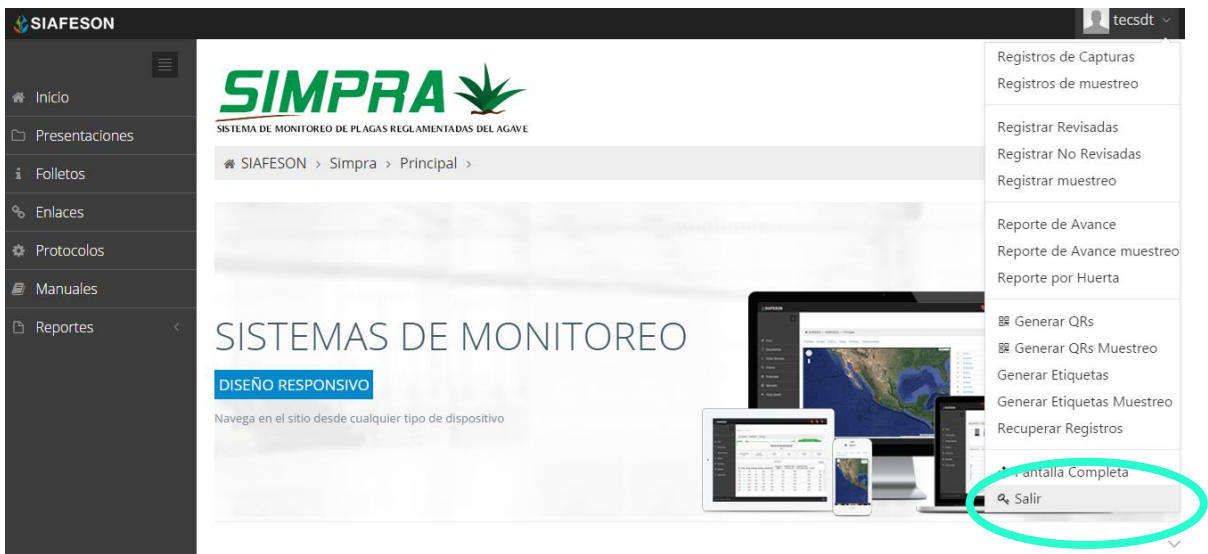 SIAFESON
tecsdt
Inicio
Presentaciones
Folletos
Enlaces
Protocolos
Manuales
Reportes
SIMPRA
SISTEMA DE MONITOREO DE PLAGAS REGLAMENTADAS DEL AGAVE
SIAFESON > Simpra > Principal >
SISTEMAS DE MONITOREO
DISEÑO RESPONSIVO
Navega en el sitio desde cualquier tipo de dispositivo
Registros de Capturas
Registros de muestreo
Registrar Revisadas
Registrar No Revisadas
Registrar muestreo
Reporte de Avance
Reporte de Avance muestreo
Reporte por Huerta
Generar QRs
Generar QRs Muestreo
Generar Etiquetas
Generar Etiquetas Muestreo
Recuperar Registros
Pantalla Completa
Salir